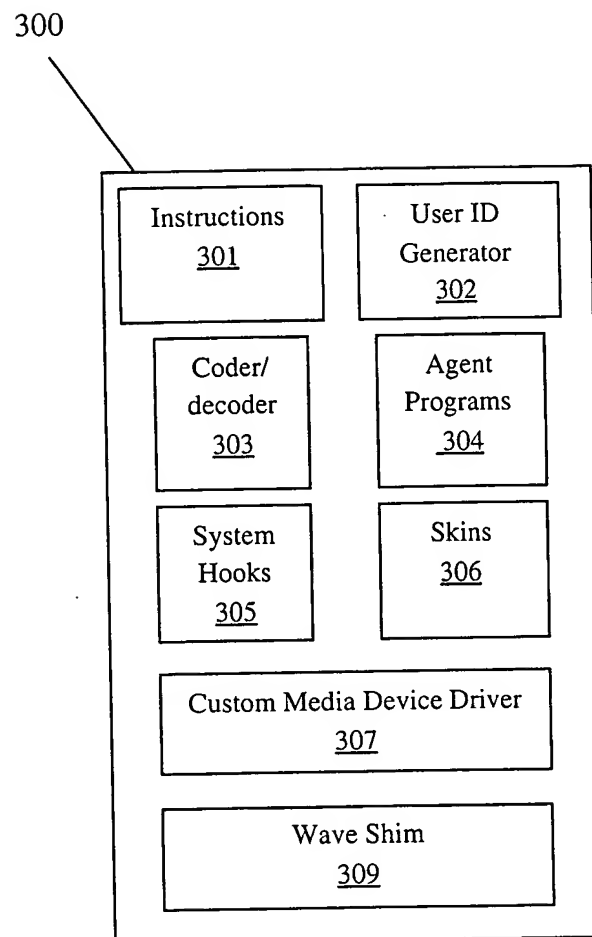 300
Instructions
301
User ID
Generator
302
Coder/
decoder
303
Agent
Programs
304
System
Hooks
305
Skins
306
Custom Media Device Driver
307
Wave Shim
309